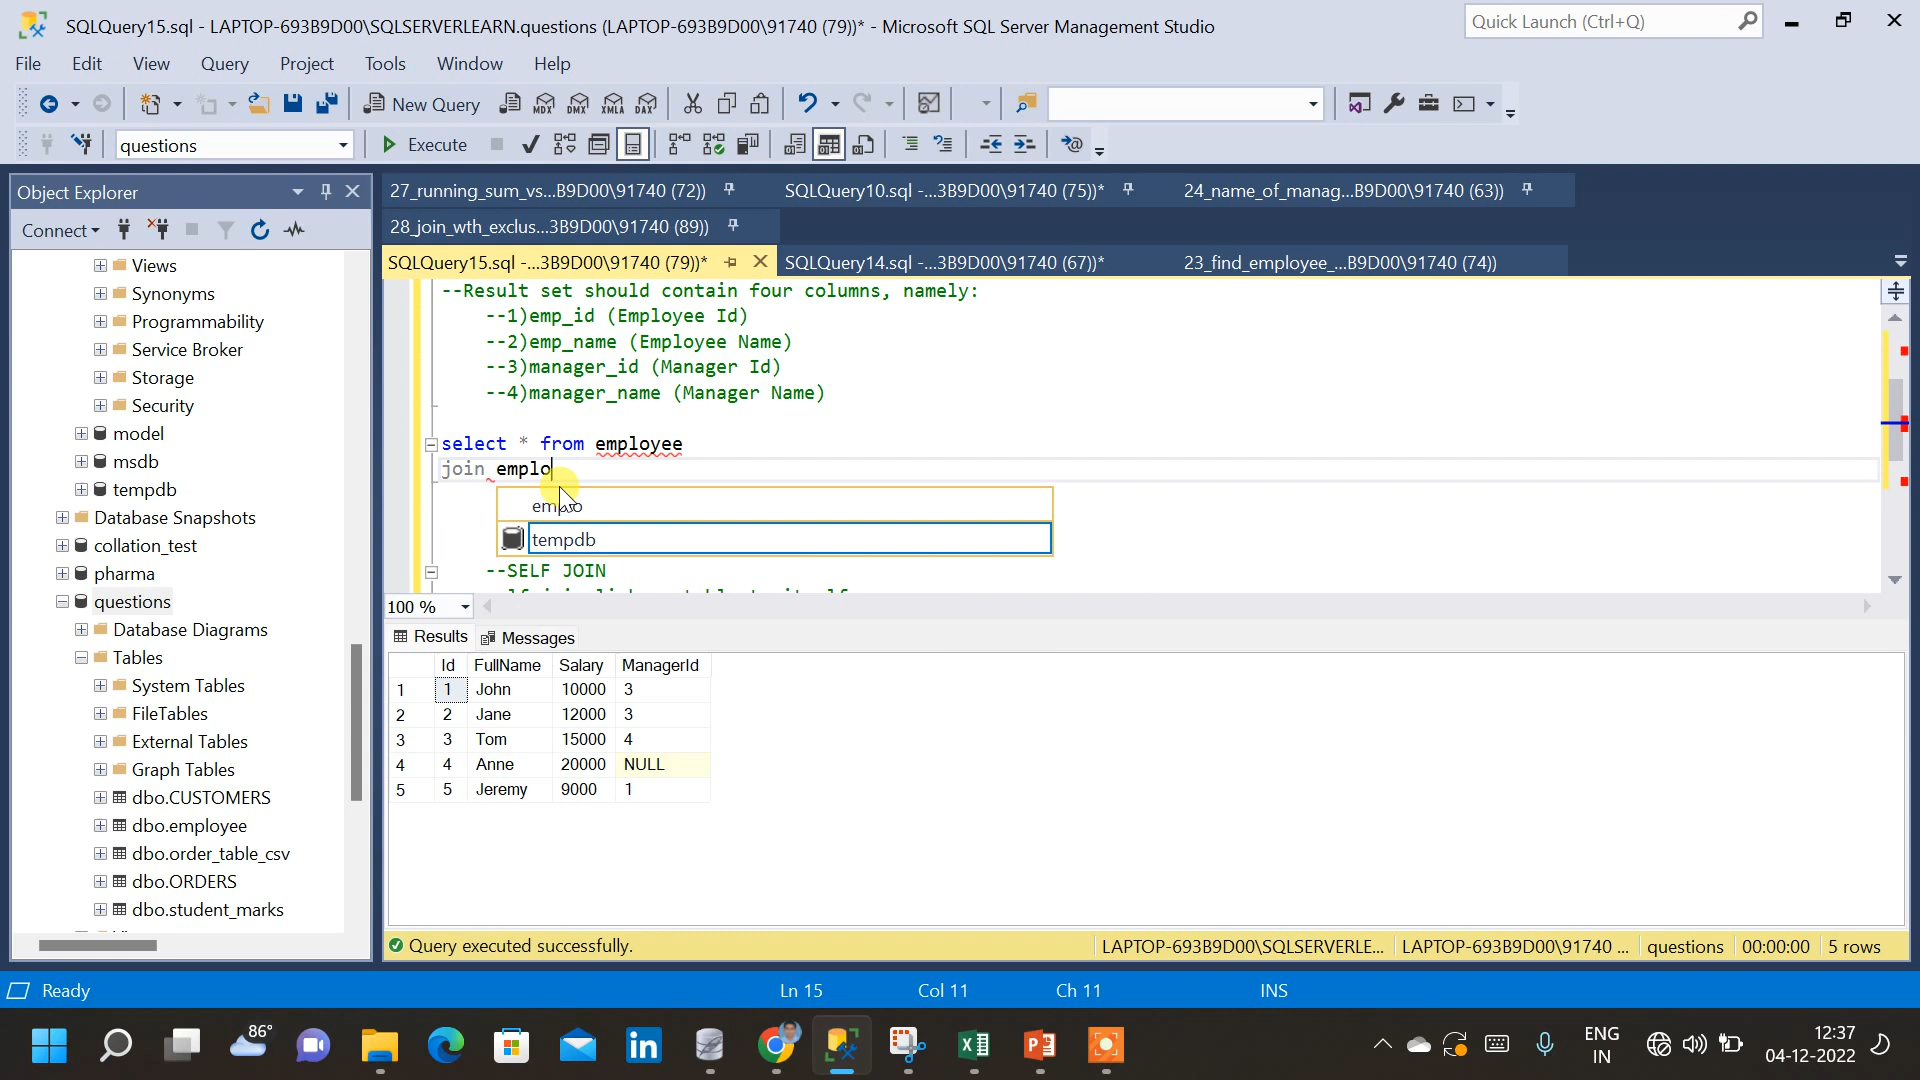 SQLQuery15.sql - LAPTOP-693B9D00\SQLSERVERLEARN.questions (LAPTOP-693B9D00\91740 (79))* - Microsoft SQL Server Management Studio
Quick Launch (Ctrl+Q)
File Edit View Query Project Tools Window Help
New Query MDX DMX XMLA DAX
questions Execute
Object Explorer
Connect
Views
Synonyms
Programmability
Service Broker
Storage
Security
model
msdb
tempdb
Database Snapshots
collation_test
pharma
questions
Database Diagrams
Tables
System Tables
FileTables
External Tables
Graph Tables
dbo.CUSTOMERS
dbo.employee
dbo.order_table_csv
dbo.ORDERS
dbo.student_marks
27_running_sum_vs...B9D00\91740 (72)) SQLQuery10.sql -...3B9D00\91740 (75))* 24_name_of_manag...B9D00\91740 (63))
28_join_wth_exclus...3B9D00\91740 (89))
SQLQuery15.sql -...3B9D00\91740 (79))* SQLQuery14.sql -...3B9D00\91740 (67))* 23_find_employee_...B9D00\91740 (74))
--Result set should contain four columns, namely:
--1)emp_id (Employee Id)
--2)emp_name (Employee Name)
--3)manager_id (Manager Id)
--4)manager_name (Manager Name)
select * from employee
join emplo
emplo
tempdb
--SELF JOIN
100 %
Results Messages
Id FullName Salary ManagerId
1 1 John 10000 3
2 2 Jane 12000 3
3 3 Tom 15000 4
4 4 Anne 20000 NULL
5 5 Jeremy 9000 1
Query executed successfully. LAPTOP-693B9D00\SQLSERVERLE... LAPTOP-693B9D00\91740 ... questions 00:00:00 5 rows
Ready Ln 15 Col 11 Ch 11 INS
86°
ENG
IN
12:37
04-12-2022